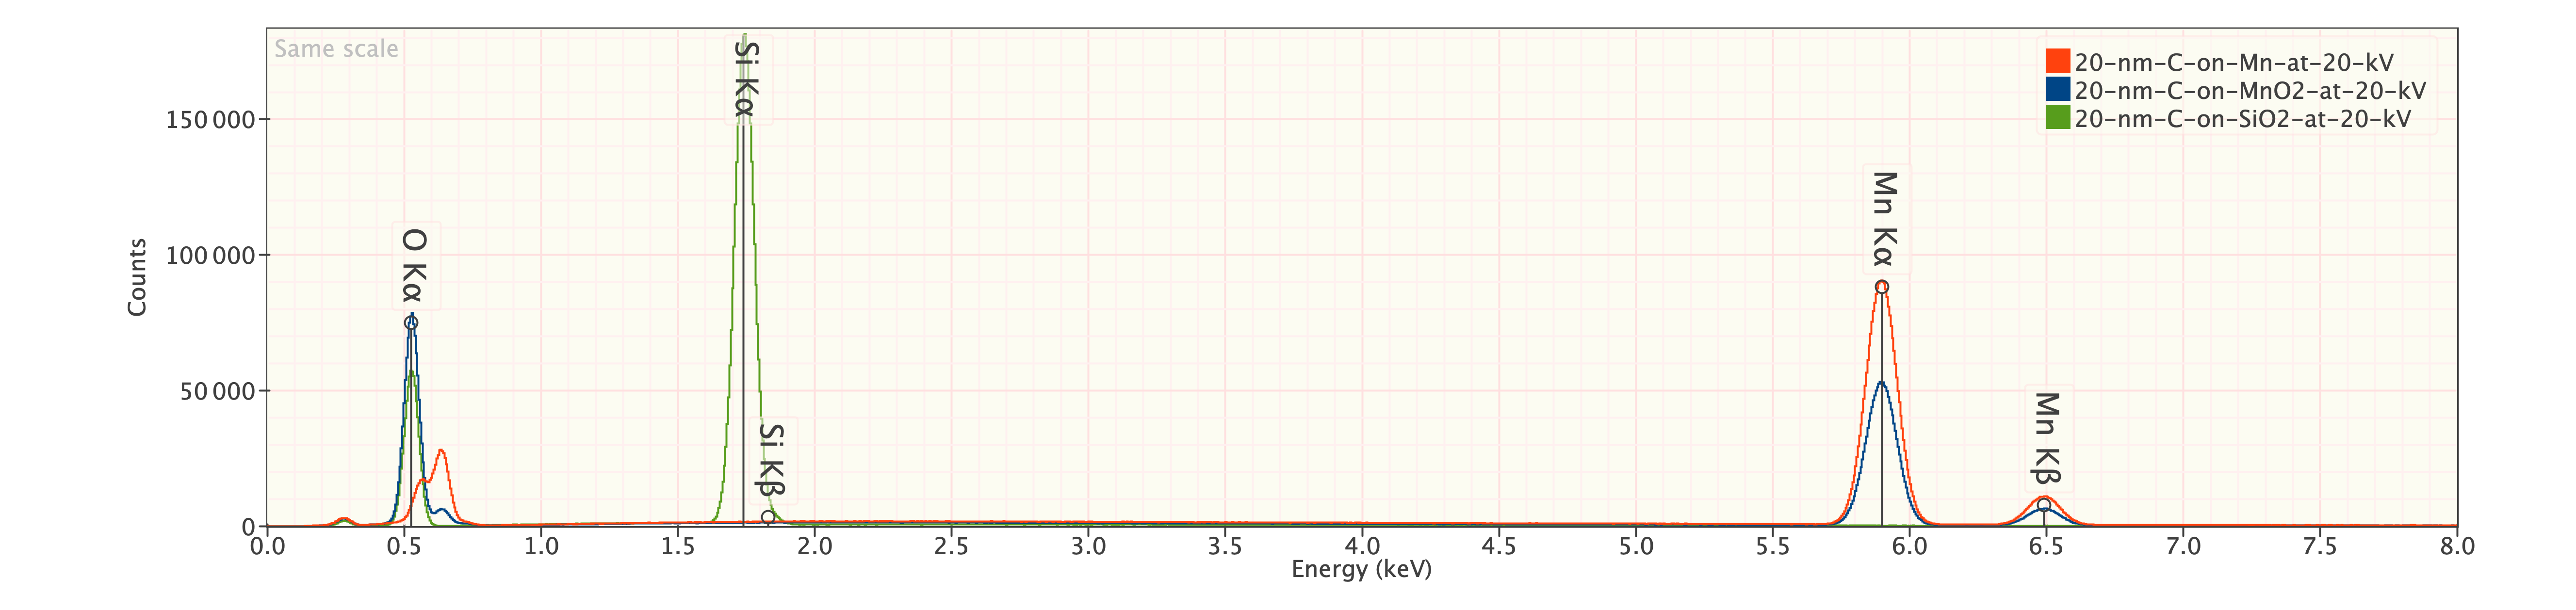 Same scale
20-nm-C-on-Mn-at-20-kV
20-nm-C-on-MnO2-at-20-kV
20-nm-C-on-SiO2-at-20-kV
Counts
150 000
100 000
50 000
0
O Kα
Si Kα
Si Kβ
Mn Kα
Mn Kβ
0.0 0.5 1.0 1.5 2.0 2.5 3.0 3.5 4.0 4.5 5.0 5.5 6.0 6.5 7.0 7.5 8.0
Energy (keV)